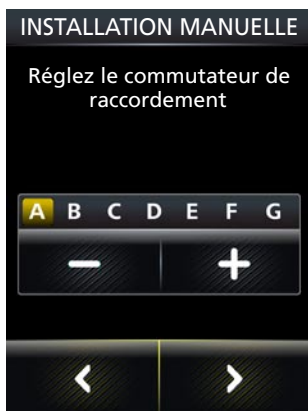 INSTALLATION MANUELLE
Réglez le commutateur de
raccordement
A B C D E F G
− +
< >